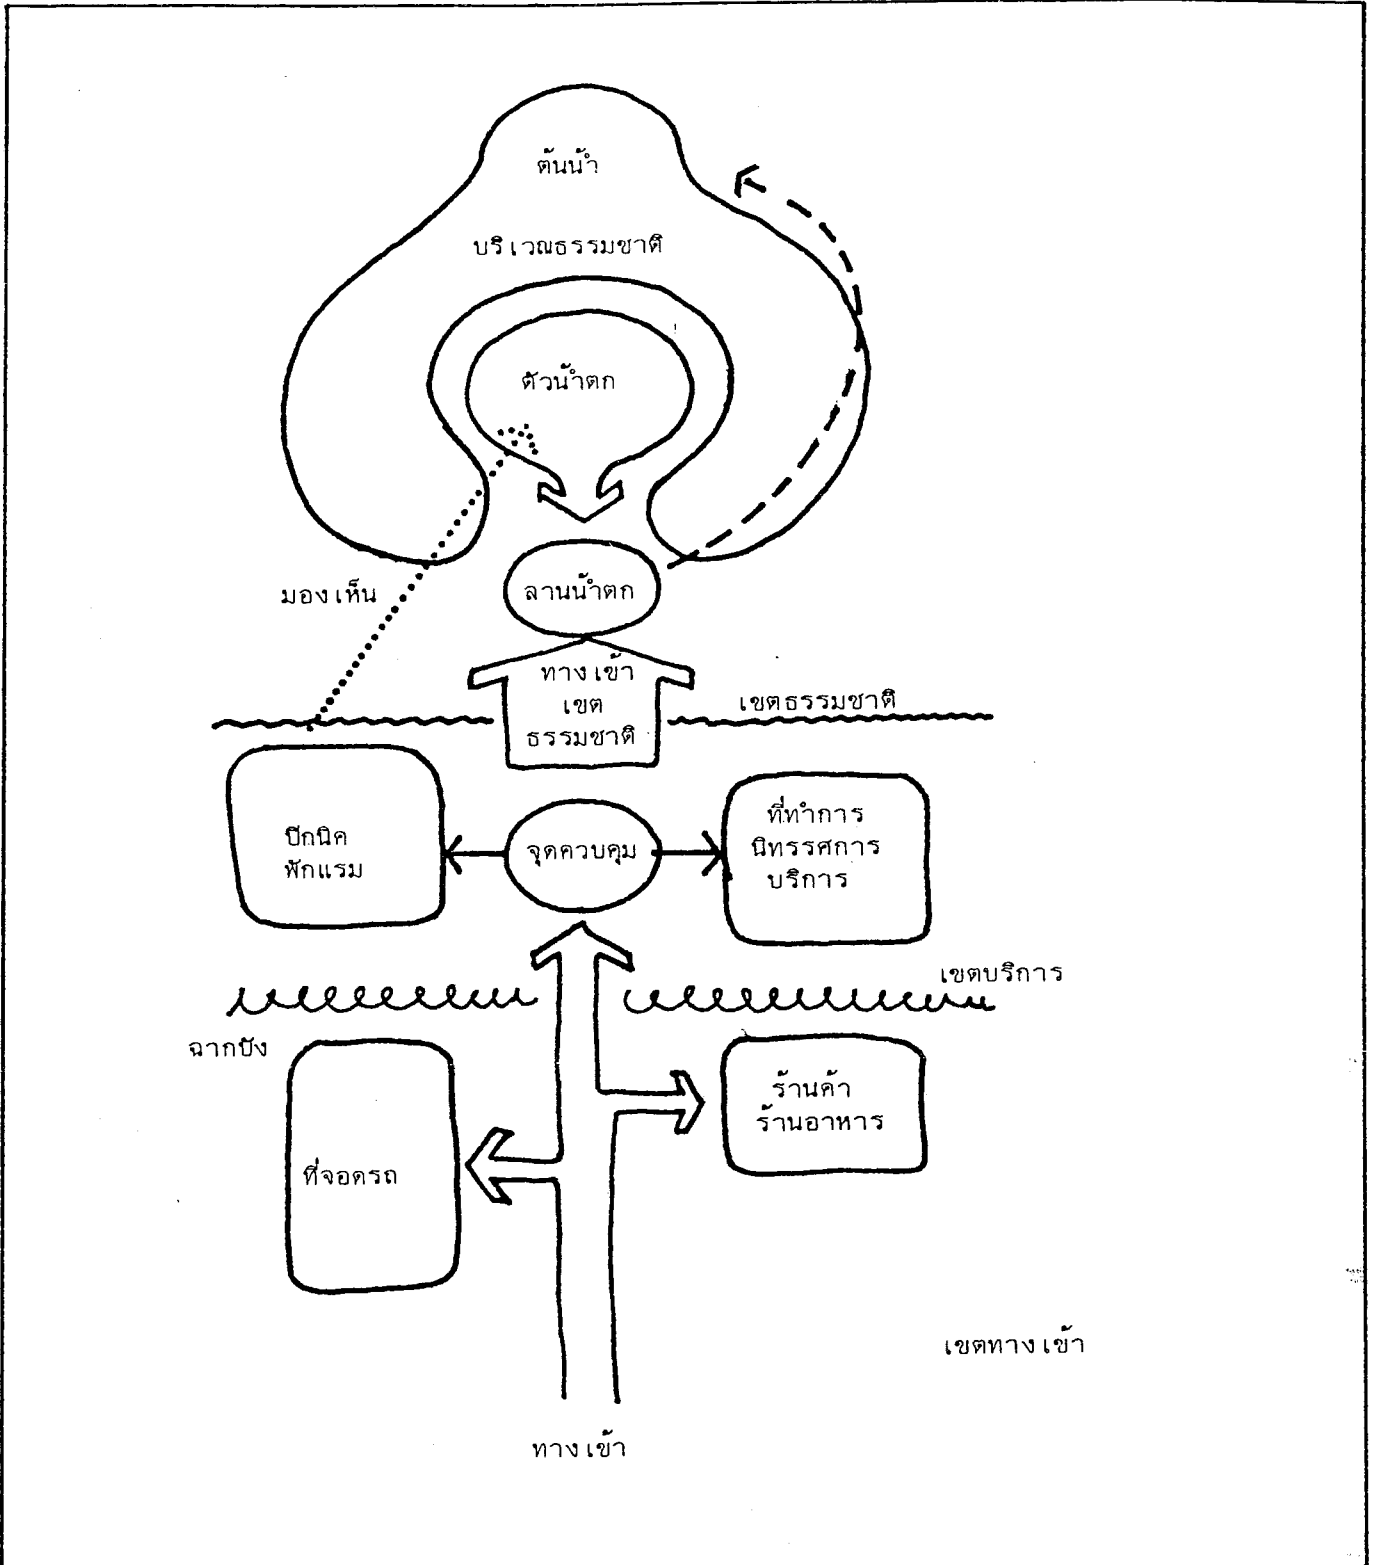 ต้นน้ำ
บริเวณธรรมชาติ
ตัวน้ำตก
มองเห็น
ลานน้ำตก
ทางเข้า
เขต
ธรรมชาติ
เขตธรรมชาติ
ปิกนิค
พักแรม
จุดควบคุม
ที่ทำการ
นิทรรศการ
บริการ
เขตบริการ
ฉากบัง
ร้านค้า
ร้านอาหาร
ที่จอดรถ
เขตทางเข้า
ทางเข้า